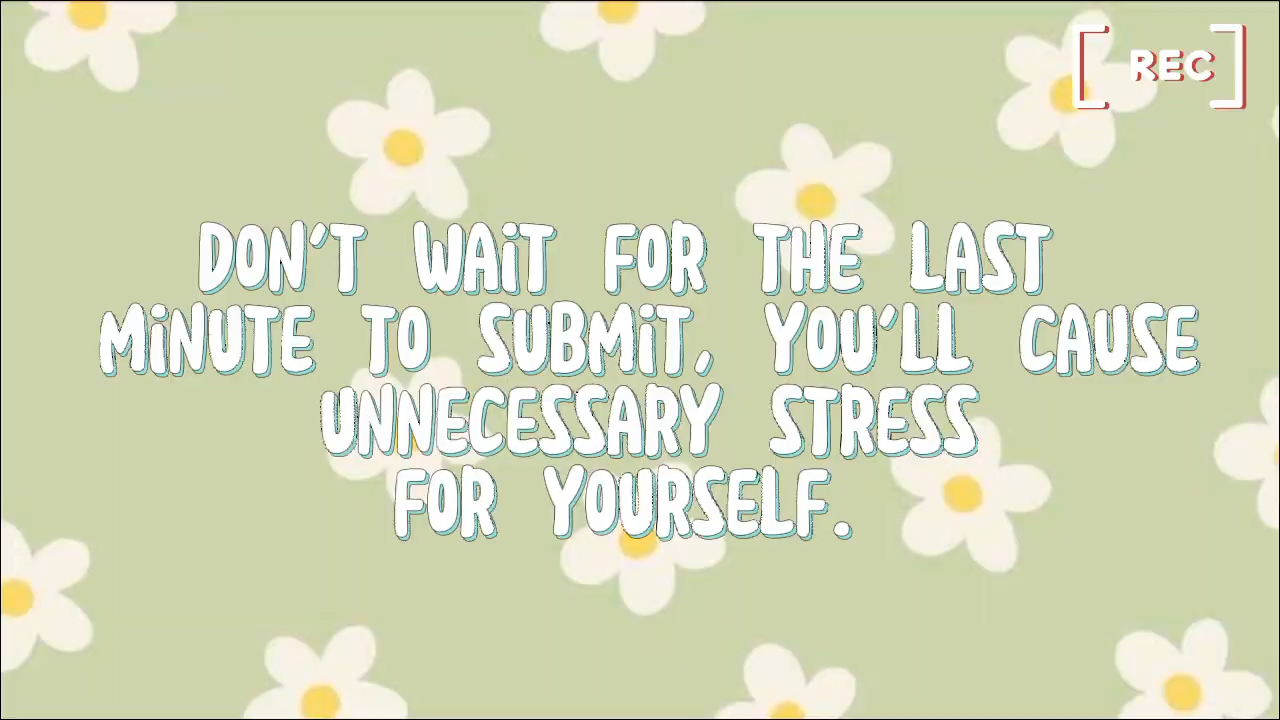 REC
DON'T WAiT FOR THE LAST
MiNUTE TO SUBMiT, YOU'LL CAUSE
UNNECESSARY STRESS
FOR YOURSELF.